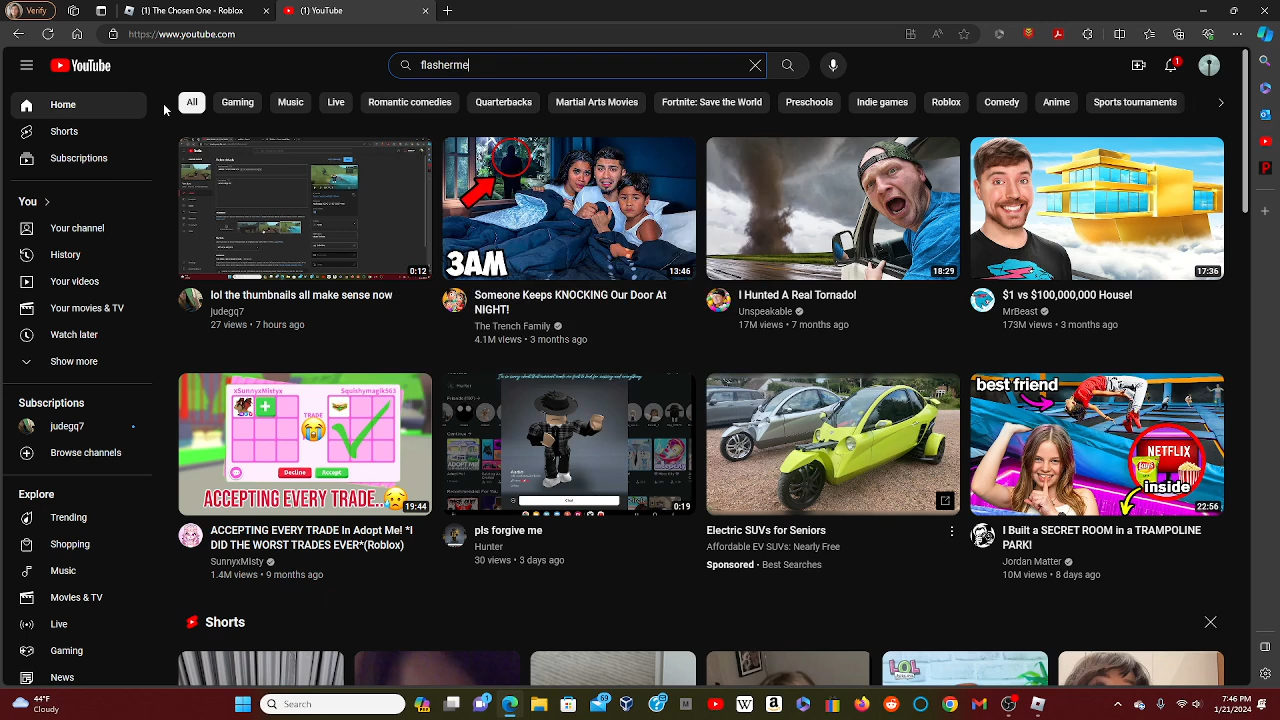 Verify
(1) The Chosen One - Roblox
(1) YouTube
https://www.youtube.com
YouTube
flasherme
1
Home
Shorts
Subscriptions
You
Your channel
History
Your videos
Your movies & TV
Watch later
Show more
Subscriptions
judegq7
Browse channels
Explore
Trending
Shopping
Music
Movies & TV
Live
Gaming
News
All
Gaming
Music
Live
Romantic comedies
Quarterbacks
Martial Arts Movies
Fortnite: Save the World
Preschools
Indie games
Roblox
Comedy
Anime
Sports tournaments
0:12
lol the thumbnails all make sense now
judegq7
27 views • 7 hours ago
3AM
13:46
Someone Keeps KNOCKING Our Door At
NIGHT!
The Trench Family
4.1M views • 3 months ago
18:29
I Hunted A Real Tornado!
Unspeakable
17M views • 7 months ago
17:36
$1 vs $100,000,000 House!
MrBeast
173M views • 3 months ago
xSunnyxMistyx
Squishymagik563
TRADE
Decline
Accept
ACCEPTING EVERY TRADE..
19:44
ACCEPTING EVERY TRADE In Adopt Me! *I
DID THE WORST TRADES EVER*(Roblox)
SunnyxMIsty
1.4M views • 9 months ago
Hunter
Continue
Chat
0:19
pls forgive me
Hunter
30 views • 3 days ago
Electric SUVs for Seniors
Affordable EV SUVs: Nearly Free
Sponsored • Best Searches
best friend
NETFLIX
Lay's
inside
22:56
I Built a SECRET ROOM in a TRAMPOLINE
PARK!
Jordan Matter
10M views • 8 days ago
Shorts
LOL
44°F
Cloudy
Search
59
7:46 PM
1/21/2024